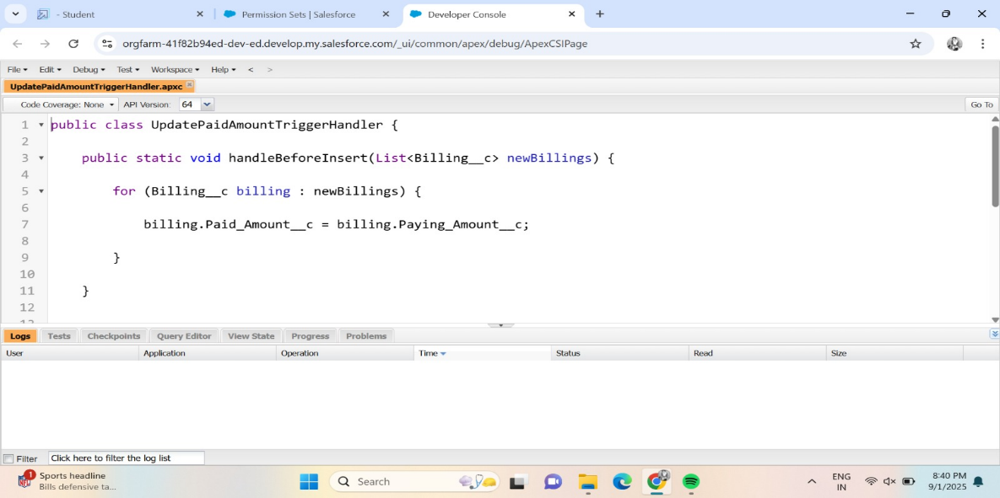 - Student
Permission Sets | Salesforce
Developer Console
orgfarm-41f82b94ed-dev-ed.develop.my.salesforce.com/_ui/common/apex/debug/ApexCSIPage
File Edit Debug Test Workspace Help < >
UpdatePaidAmountTriggerHandler.apxc
Code Coverage: None API Version: 64 Go To
1 public class UpdatePaidAmountTriggerHandler {
2
3 public static void handleBeforeInsert(List<Billing__c> newBillings) {
4
5 for (Billing__c billing : newBillings) {
6
7 billing.Paid_Amount__c = billing.Paying_Amount__c;
8
9 }
10
11 }
12
Logs Tests Checkpoints Query Editor View State Progress Problems
User Application Operation Time Status Read Size
Filter Click here to filter the log list
1
Sports headline
Bills defensive ta...
Search
ENG
IN
8:40 PM
9/1/2025